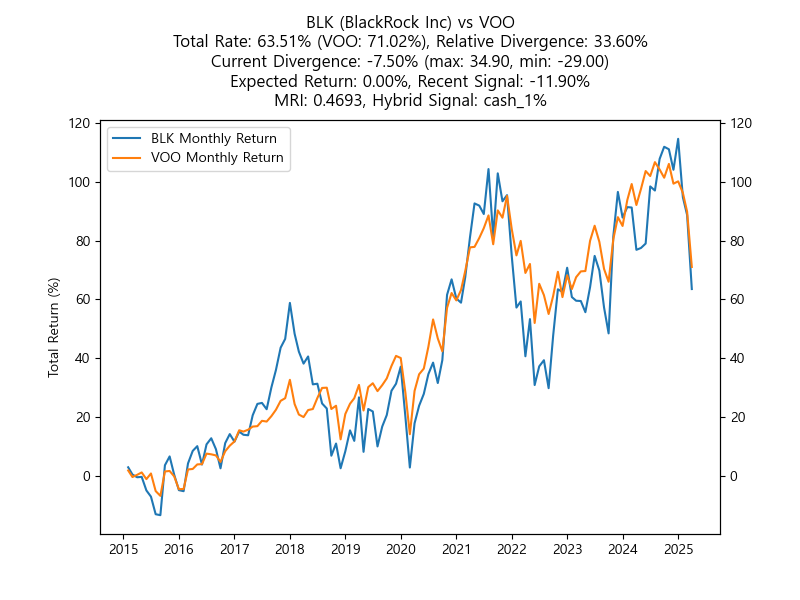 BLK (BlackRock Inc) vs VOO
Total Rate: 63.51% (VOO: 71.02%), Relative Divergence: 33.60%
Current Divergence: -7.50% (max: 34.90, min: -29.00)
Expected Return: 0.00%, Recent Signal: -11.90%
MRI: 0.4693, Hybrid Signal: cash_1%
BLK Monthly Return
VOO Monthly Return
Total Return (%)
120
100
80
60
40
20
0
120
100
80
60
40
20
0
2015 2016 2017 2018 2019 2020 2021 2022 2023 2024 2025